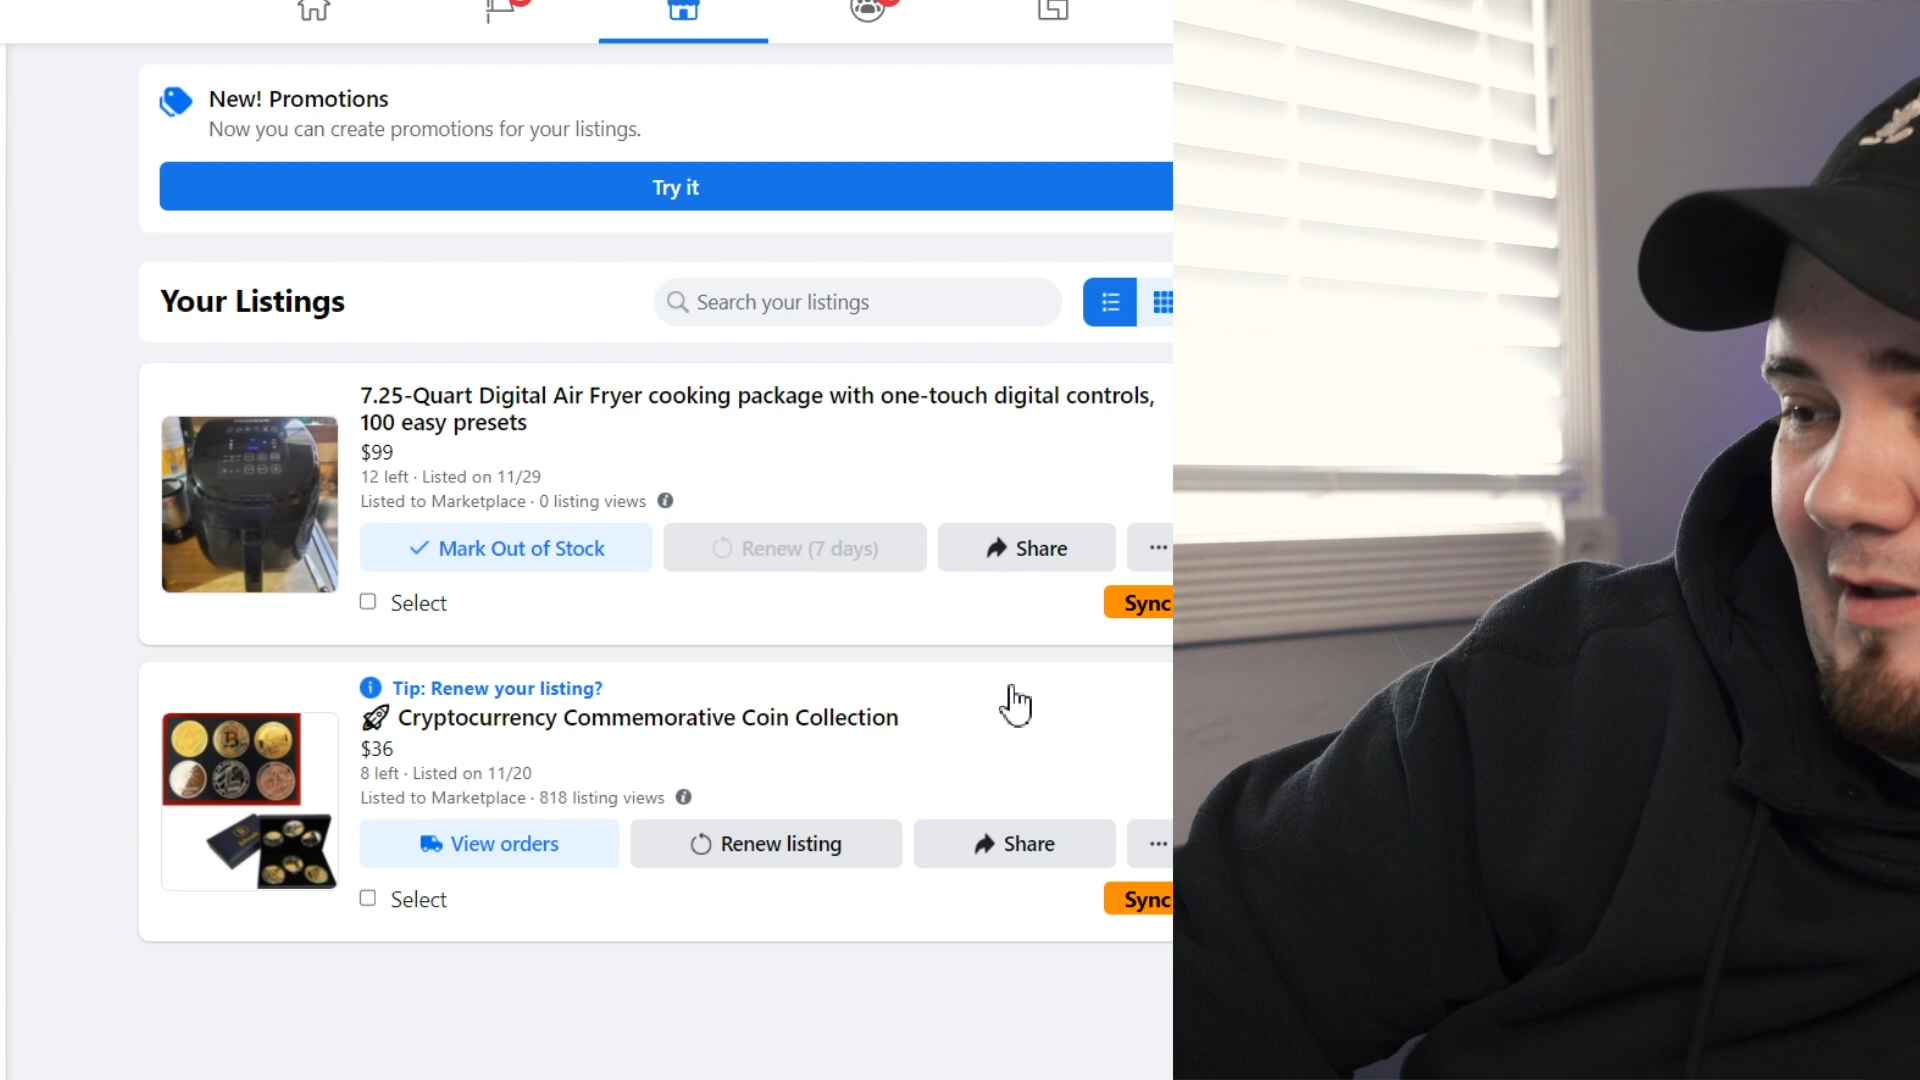 New! Promotions
Now you can create promotions for your listings.
Try it
Your Listings
Search your listings
7.25-Quart Digital Air Fryer cooking package with one-touch digital controls,
100 easy presets
$99
12 left · Listed on 11/29
Listed to Marketplace · 0 listing views
Mark Out of Stock
Renew (7 days)
Share
Select
Sync
Tip: Renew your listing?
🚀 Cryptocurrency Commemorative Coin Collection
$36
8 left · Listed on 11/20
Listed to Marketplace · 818 listing views
View orders
Renew listing
Share
Select
Sync